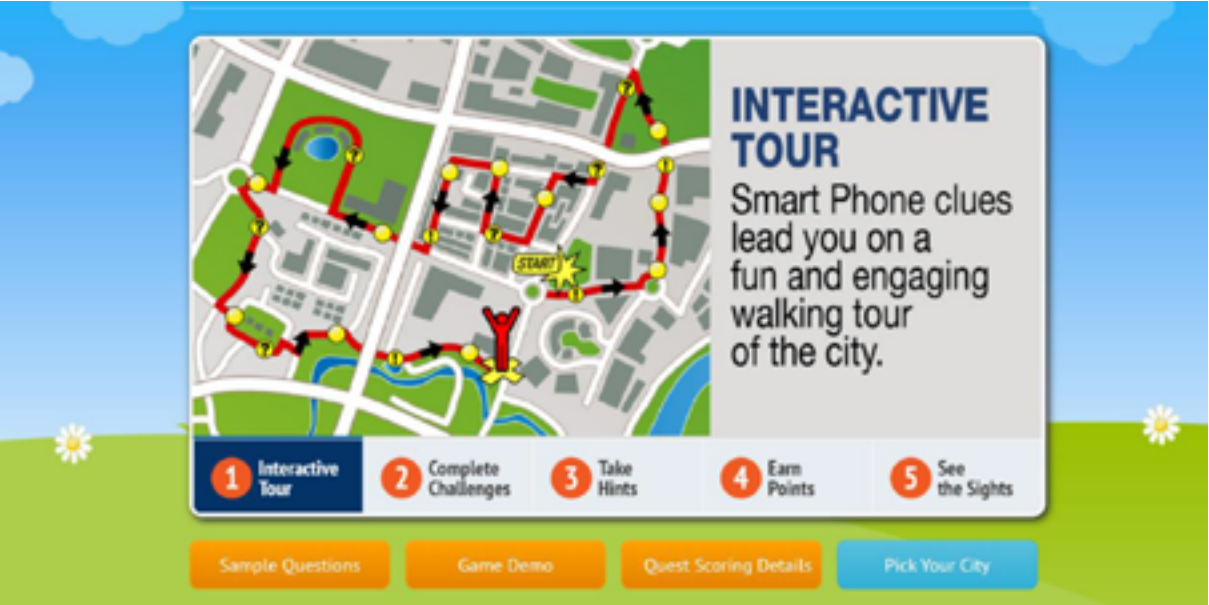 START
INTERACTIVE
TOUR
Smart Phone clues
lead you on a
fun and engaging
walking tour
of the city.
1 Interactive
Tour
2 Complete
Challenges
3 Take
Hints
4 Earn
Points
5 See
the Sights
Sample Questions
Game Demo
Quest Scoring Details
Pick Your City